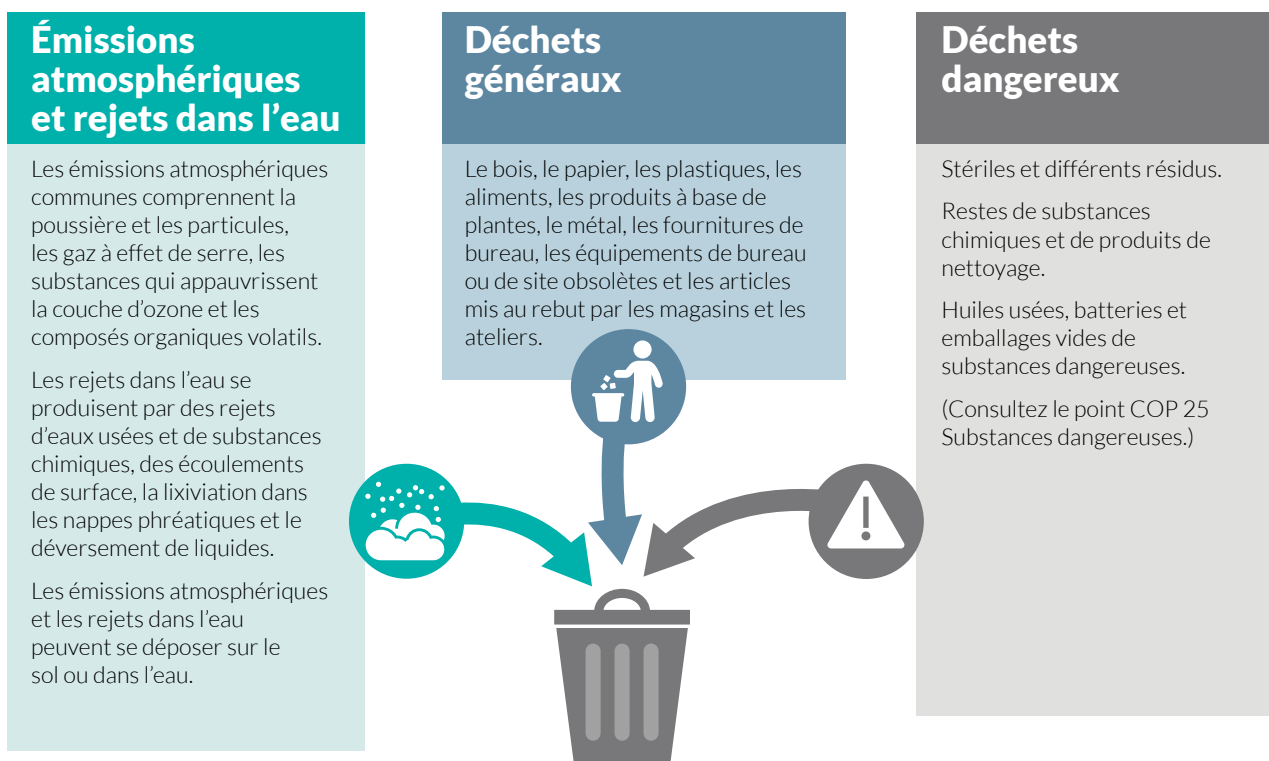 Émissions
atmosphériques
et rejets dans l’eau
Les émissions atmosphériques
communes comprennent la
poussière et les particules,
les gaz à effet de serre, les
substances qui appauvrissent
la couche d’ozone et les
composés organiques volatils.
Les rejets dans l’eau se
produisent par des rejets
d’eaux usées et de substances
chimiques, des écoulements
de surface, la lixiviation dans
les nappes phréatiques et le
déversement de liquides.
Les émissions atmosphériques
et les rejets dans l’eau
peuvent se déposer sur le
sol ou dans l’eau.
Déchets
généraux
Le bois, le papier, les plastiques, les
aliments, les produits à base de
plantes, le métal, les fournitures de
bureau, les équipements de bureau
ou de site obsolètes et les articles
mis au rebut par les magasins et les
ateliers.
Déchets
dangereux
Stériles et différents résidus.
Restes de substances
chimiques et de produits de
nettoyage.
Huiles usées, batteries et
emballages vides de
substances dangereuses.
(Consultez le point COP 25
Substances dangereuses.)